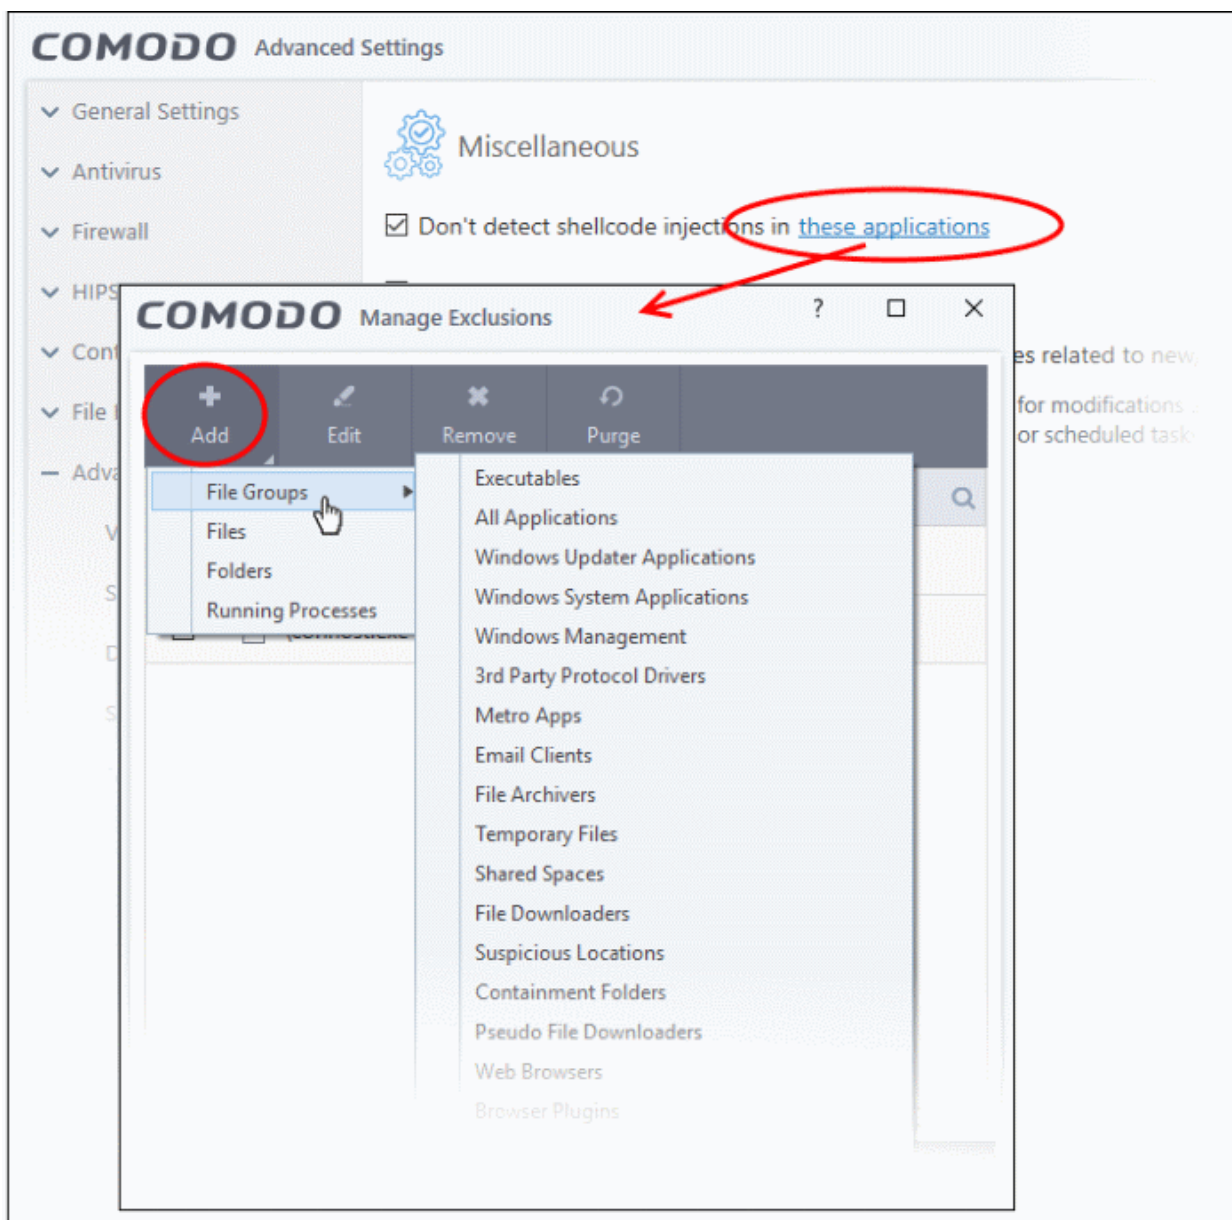 COMODO Advanced Settings
General Settings
Antivirus
Firewall
HIPS
Cont
File
Adva
Miscellaneous
Don't detect shellcode injections in these applications
es related to new,
for modifications ..
or scheduled task
COMODO Manage Exclusions
?
Add Edit Remove Purge
File Groups
Files
Folders
Running Processes
Executables
All Applications
Windows Updater Applications
Windows System Applications
Windows Management
3rd Party Protocol Drivers
Metro Apps
Email Clients
File Archivers
Temporary Files
Shared Spaces
File Downloaders
Suspicious Locations
Containment Folders
Pseudo File Downloaders
Web Browsers
Browser Plugins
V
S
D
S